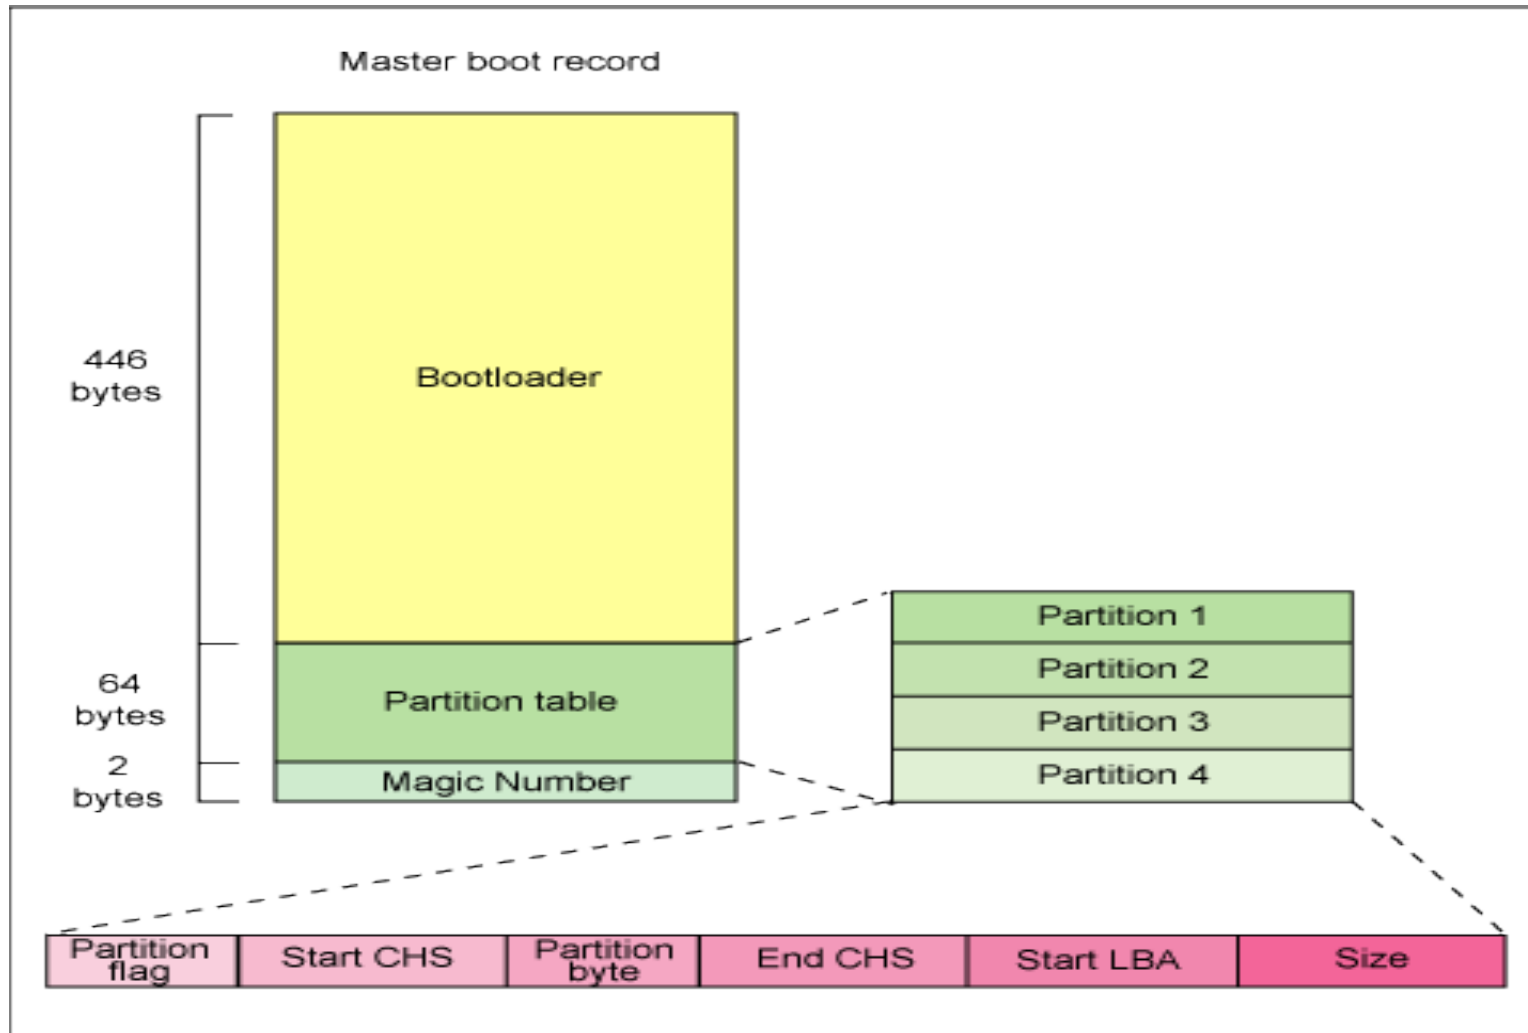 Master boot record
446
bytes
Bootloader
Partition 1
Partition 2
64
bytes
Partition table
Partition 3
2
bytes
Magic Number
Partition 4
Partition
flag
Start CHS
Partition
byte
End CHS
Start LBA
Size